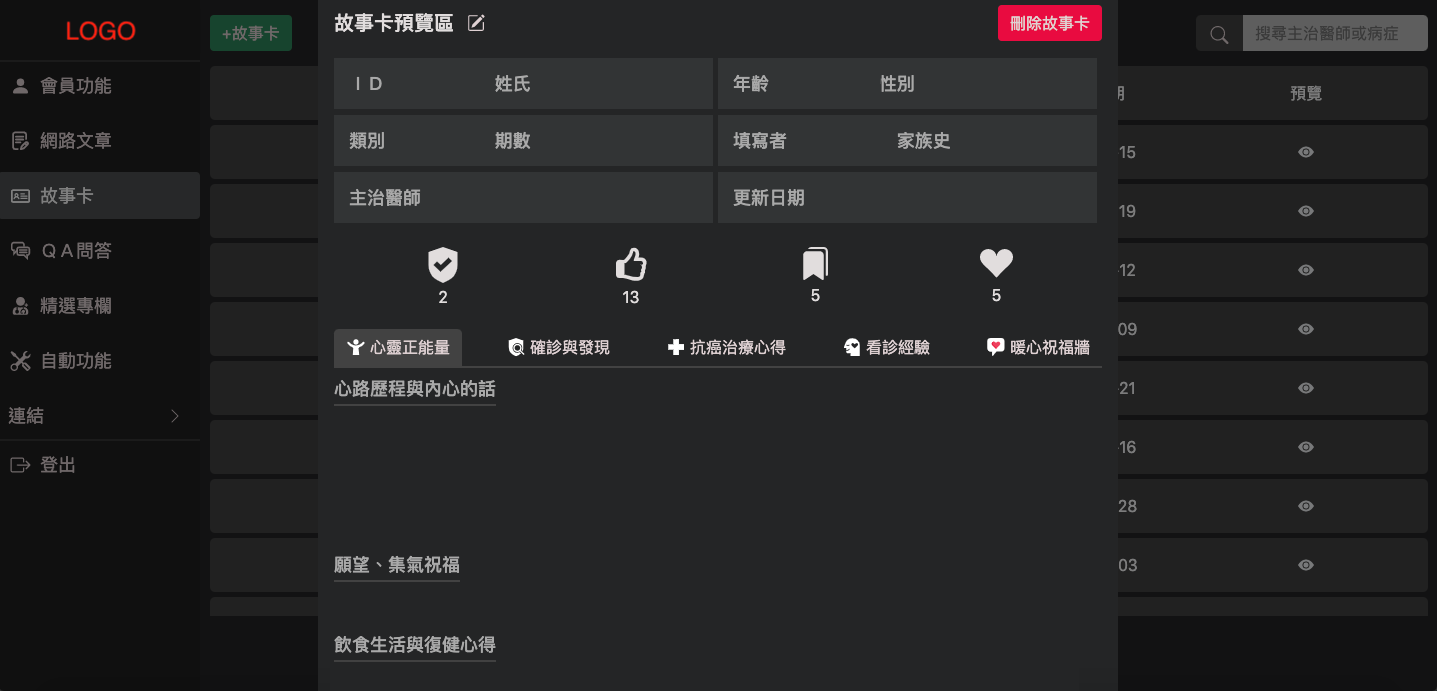 LOGO
會員功能
網路文章
故事卡
ＱＡ問答
精選專欄
自動功能
連結
登出
+故事卡
搜尋主治醫師或病症
期
預覽
-15
-19
-12
-09
-21
-16
-28
-03
故事卡預覽區
刪除故事卡
ＩＤ 姓氏 年齡 性別
類別 期數 填寫者 家族史
主治醫師 更新日期
2 13 5 5
心靈正能量 確診與發現 抗癌治療心得 看診經驗 暖心祝福牆
心路歷程與內心的話
願望、集氣祝福
飲食生活與復健心得